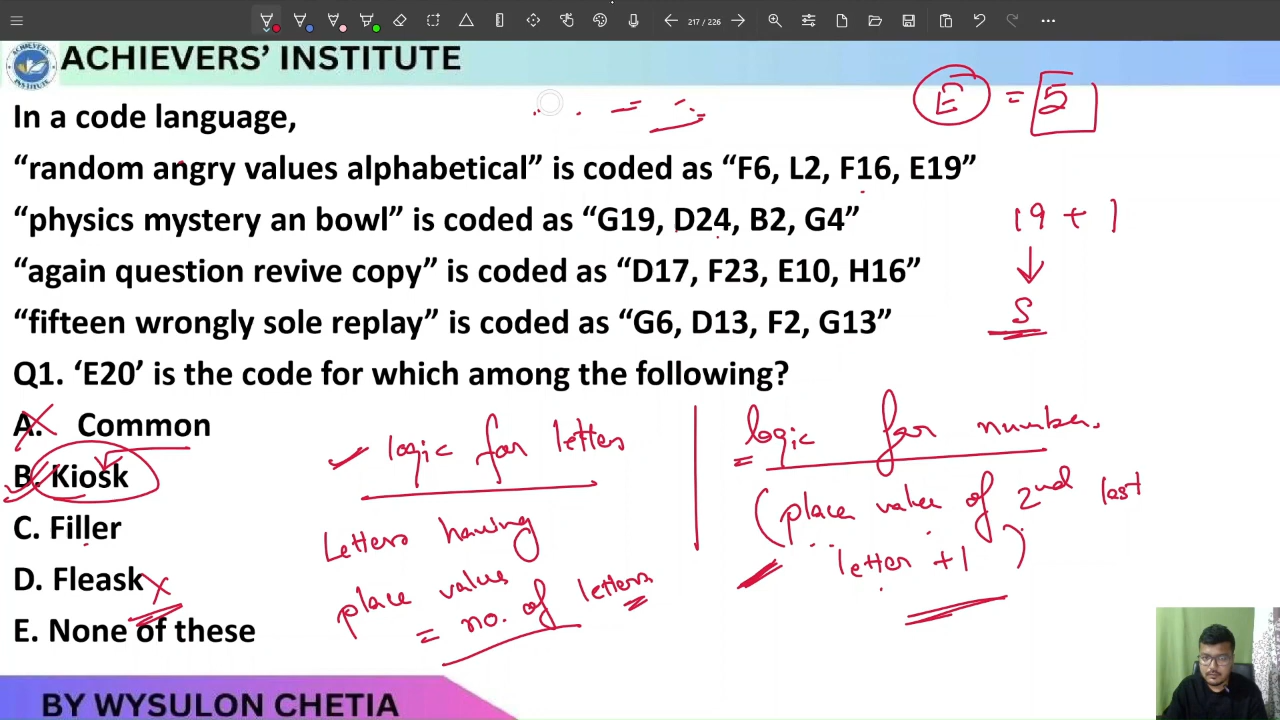 217 / 226
ACHIEVERS' INSTITUTE
E = 5
In a code language,
“random angry values alphabetical” is coded as “F6, L2, F16, E19”
“physics mystery an bowl” is coded as “G19, D24, B2, G4”
19 + 1
“again question revive copy” is coded as “D17, F23, E10, H16”
S
“fifteen wrongly sole replay” is coded as “G6, D13, F2, G13”
Q1. ‘E20’ is the code for which among the following?
A. Common
B. Kiosk
C. Filler
D. Fleask
E. None of these
logic for letters
Letters having
place value
= no. of letters
logic for number.
(place value of 2nd last
letter +1)
BY WYSULON CHETIA